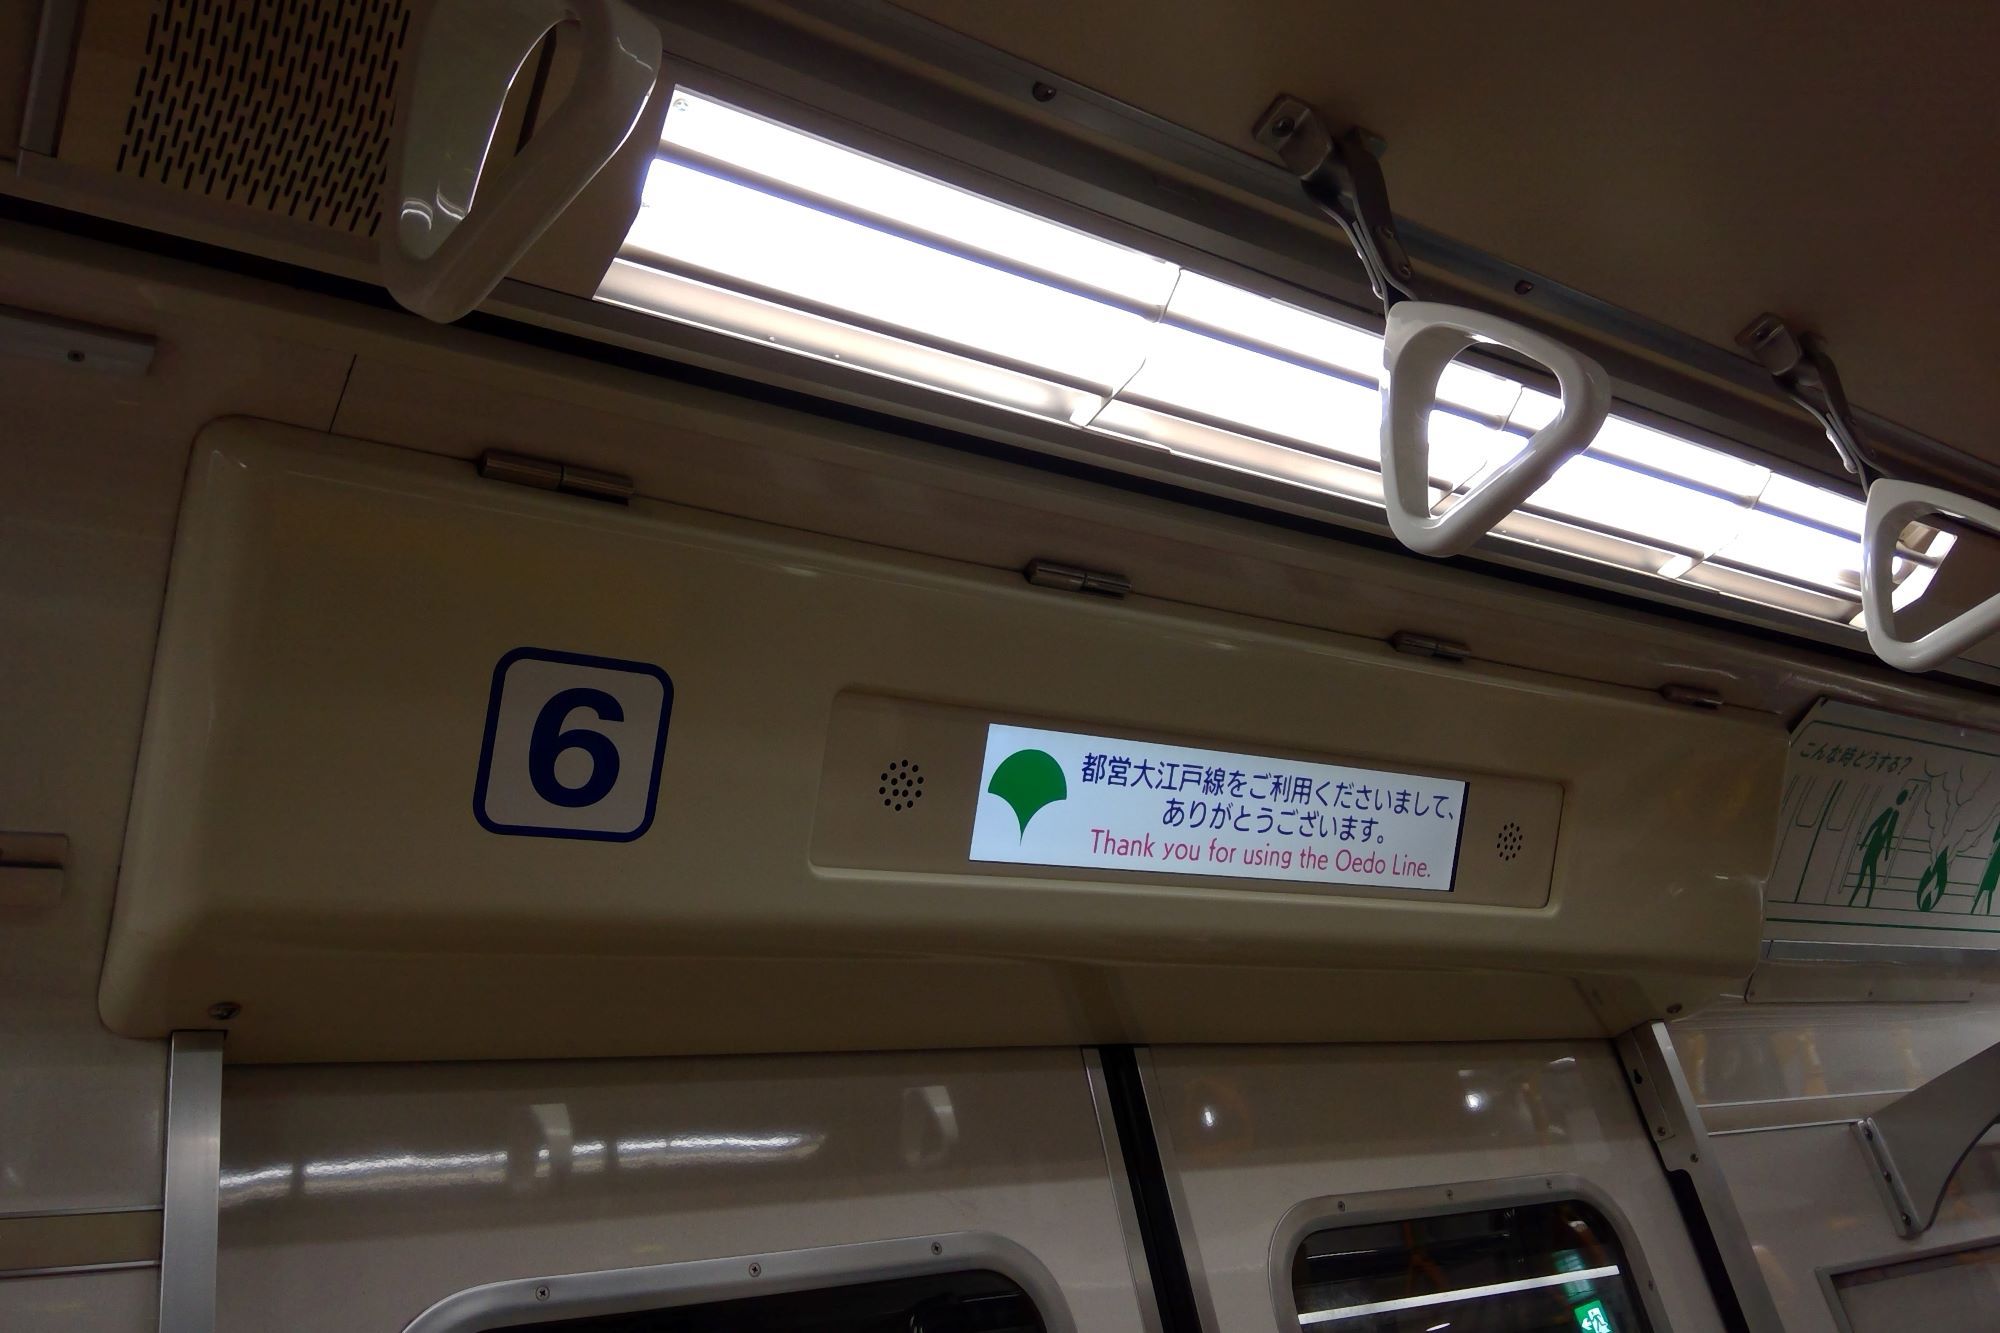 6
都営大江戸線をご利用くださいまして、
ありがとうございます。
Thank you for using the Oedo Line.
こんな時どうする?